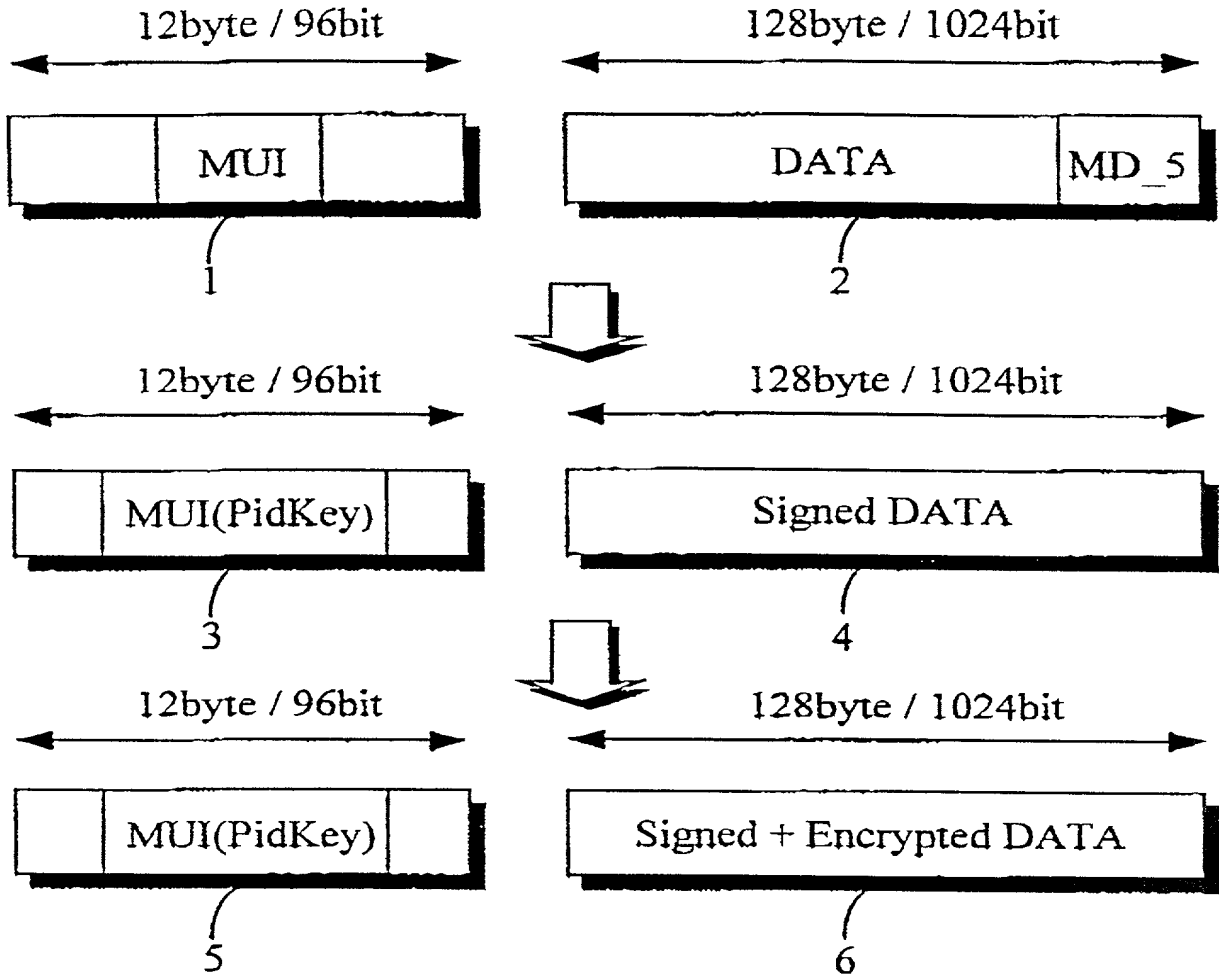 12byte / 96bit
128byte / 1024bit
MUI
DATA
MD_5
1
2
12byte / 96bit
128byte / 1024bit
MUI(PidKey)
Signed DATA
3
4
12byte / 96bit
128byte / 1024bit
MUI(PidKey)
Signed + Encrypted DATA
5
6